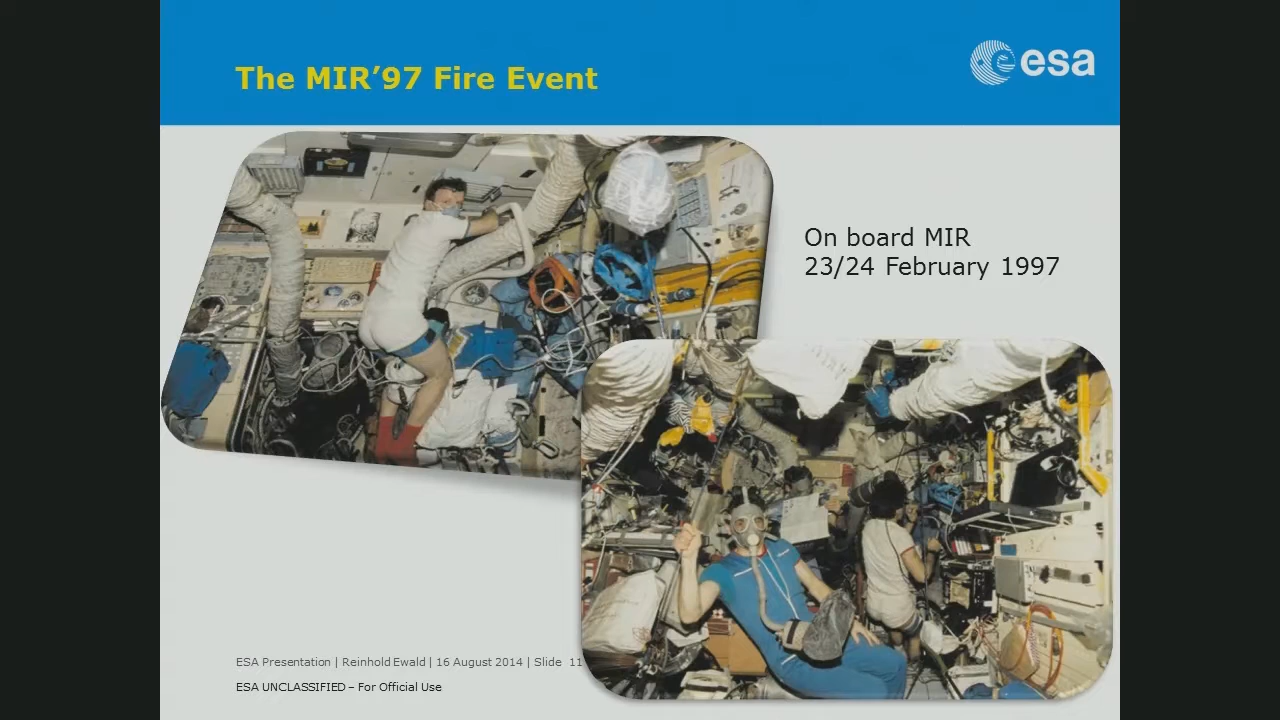 The MIR’97 Fire Event
esa
On board MIR
23/24 February 1997
ESA Presentation | Reinhold Ewald | 16 August 2014 | Slide 11
ESA UNCLASSIFIED – For Official Use